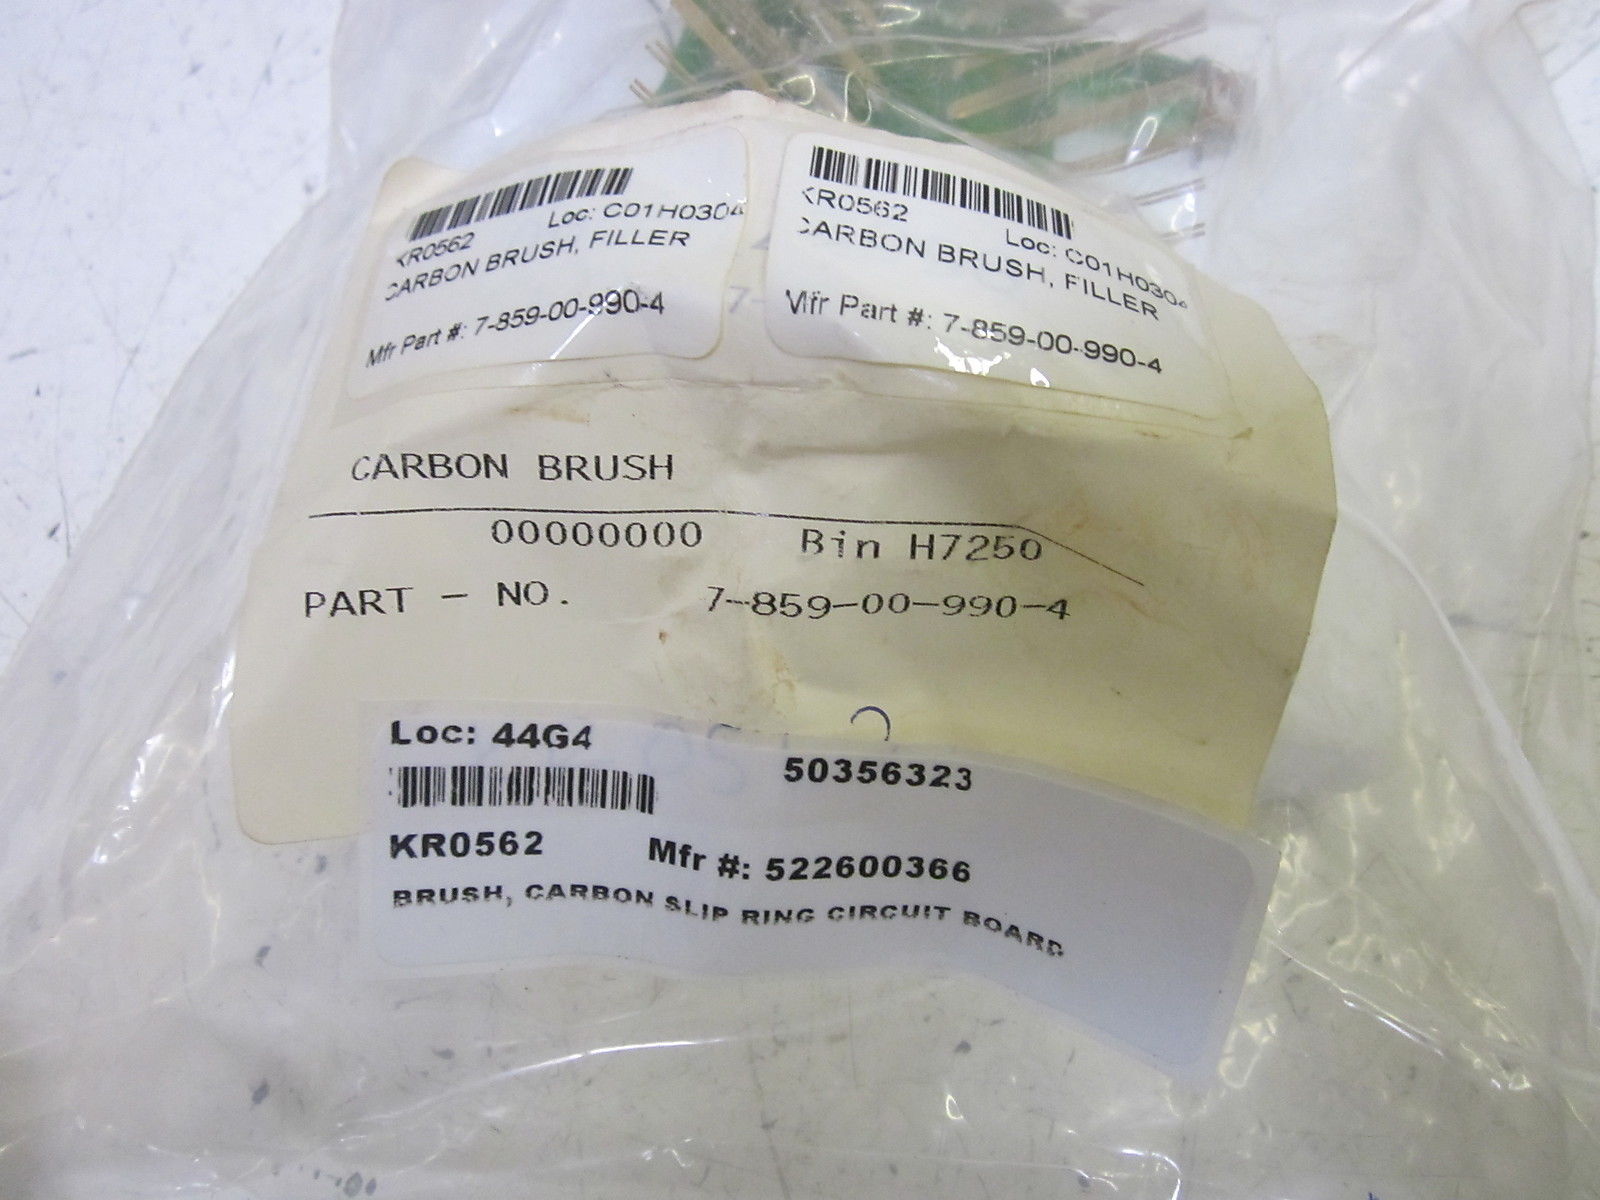 Loc: C01H0304
KR0562
CARBON BRUSH, FILLER
Mfr Part #: 7-859-00-990-4
KR0562
Loc: C01H0304
CARBON BRUSH, FILLER
Mfr Part #: 7-859-00-990-4
CARBON BRUSH
00000000 Bin H7250
PART - NO. 7-859-00-990-4
Loc: 44G4
50356323
KR0562 Mfr #: 522600366
BRUSH, CARBON SLIP RING CIRCUIT BOARD